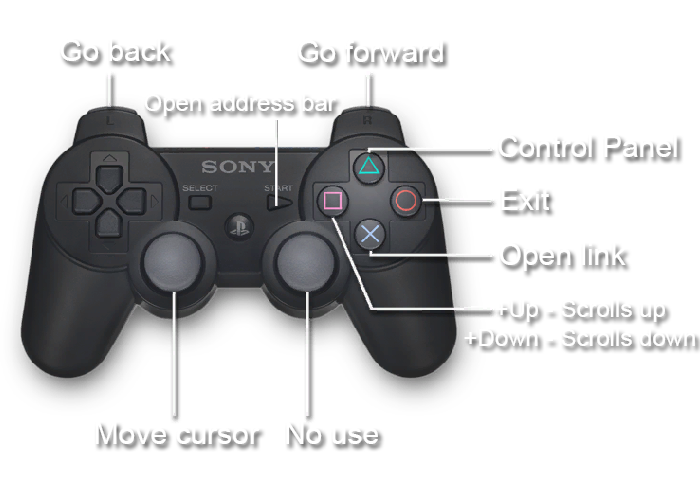 Go back
Go forward
Open address bar
L
R
SONY
Control Panel
SELECT
START
Exit
Open link
+Up - Scrolls up
+Down - Scrolls down
Move cursor
No use